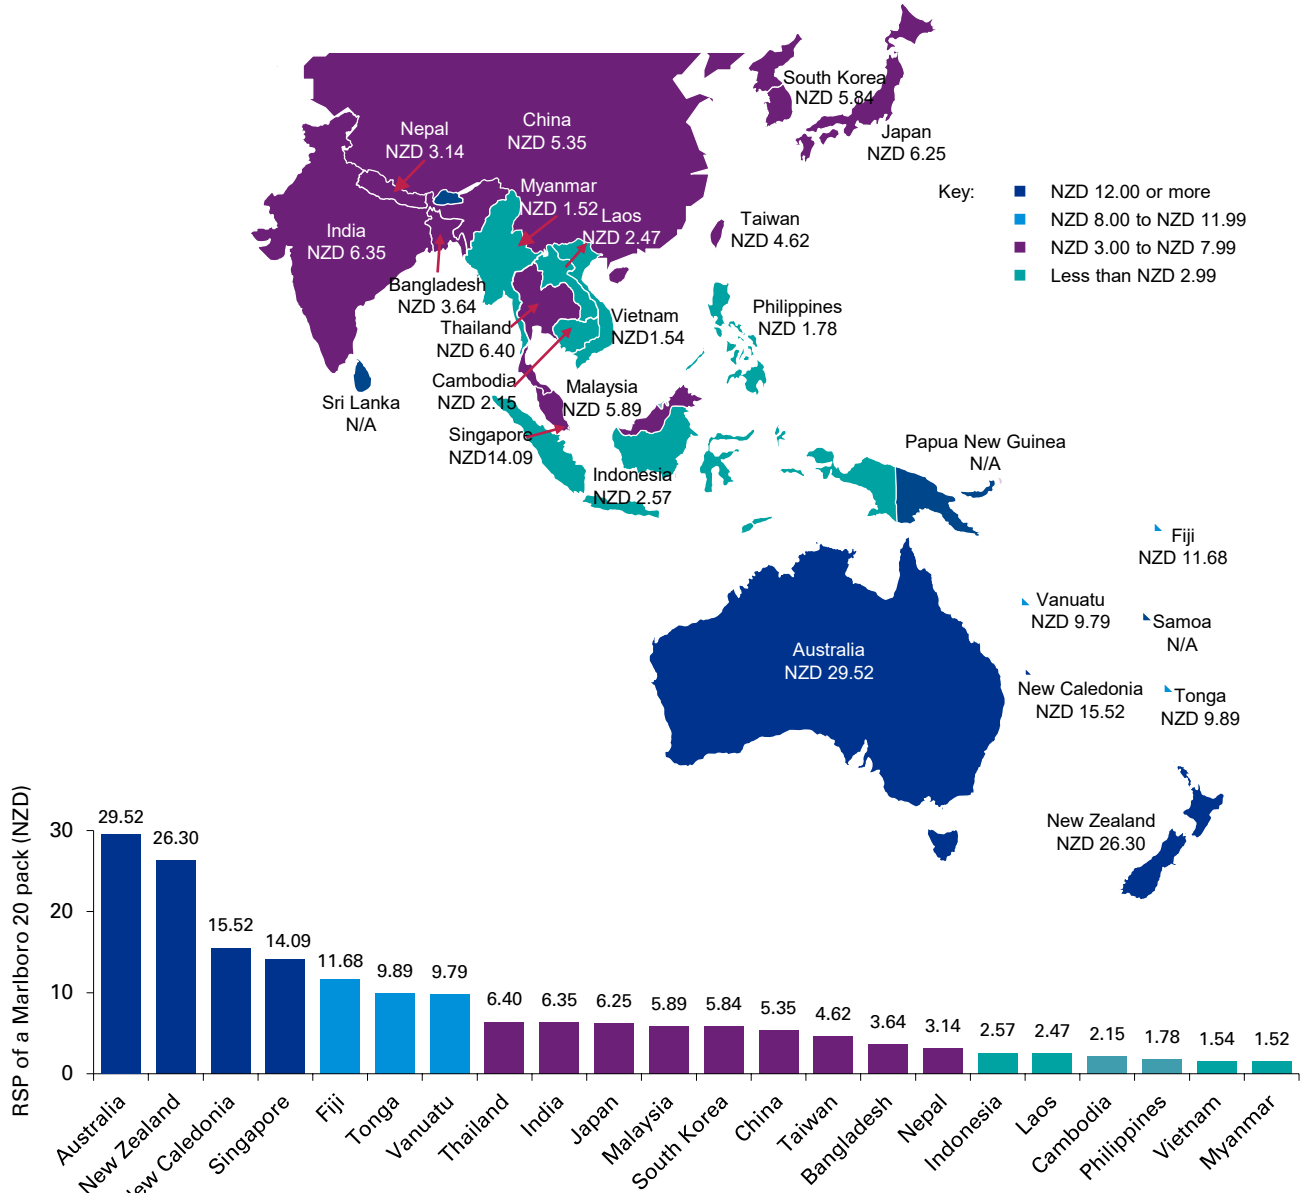 South Korea
NZD 5.84
Japan
NZD 6.25
China
NZD 5.35
Nepal
NZD 3.14
Myanmar
NZD 1.52
Laos
NZD 2.47
Taiwan
NZD 4.62
India
NZD 6.35
Bangladesh
NZD 3.64
Thailand
NZD 6.40
Vietnam
NZD1.54
Philippines
NZD 1.78
Cambodia
NZD 2.15
Malaysia
NZD 5.89
Sri Lanka
N/A
Singapore
NZD14.09
Indonesia
NZD 2.57
Papua New Guinea
N/A
Key:
NZD 12.00 or more
NZD 8.00 to NZD 11.99
NZD 3.00 to NZD 7.99
Less than NZD 2.99
Fiji
NZD 11.68
Vanuatu
NZD 9.79
Samoa
N/A
Australia
NZD 29.52
New Caledonia
NZD 15.52
Tonga
NZD 9.89
New Zealand
NZD 26.30
RSP of a Marlboro 20 pack (NZD)
30
20
10
0
29.52
26.30
15.52
14.09
11.68
9.89
9.79
6.40
6.35
6.25
5.89
5.84
5.35
4.62
3.64
3.14
2.57
2.47
2.15
1.78
1.54
1.52
Australia
New Zealand
ew Caledonia
Singapore
Fiji
Tonga
Vanuatu
Thailand
India
Japan
Malaysia
South Korea
China
Taiwan
Bangladesh
Nepal
Indonesia
Laos
Cambodia
Philippines
Vietnam
Myanmar